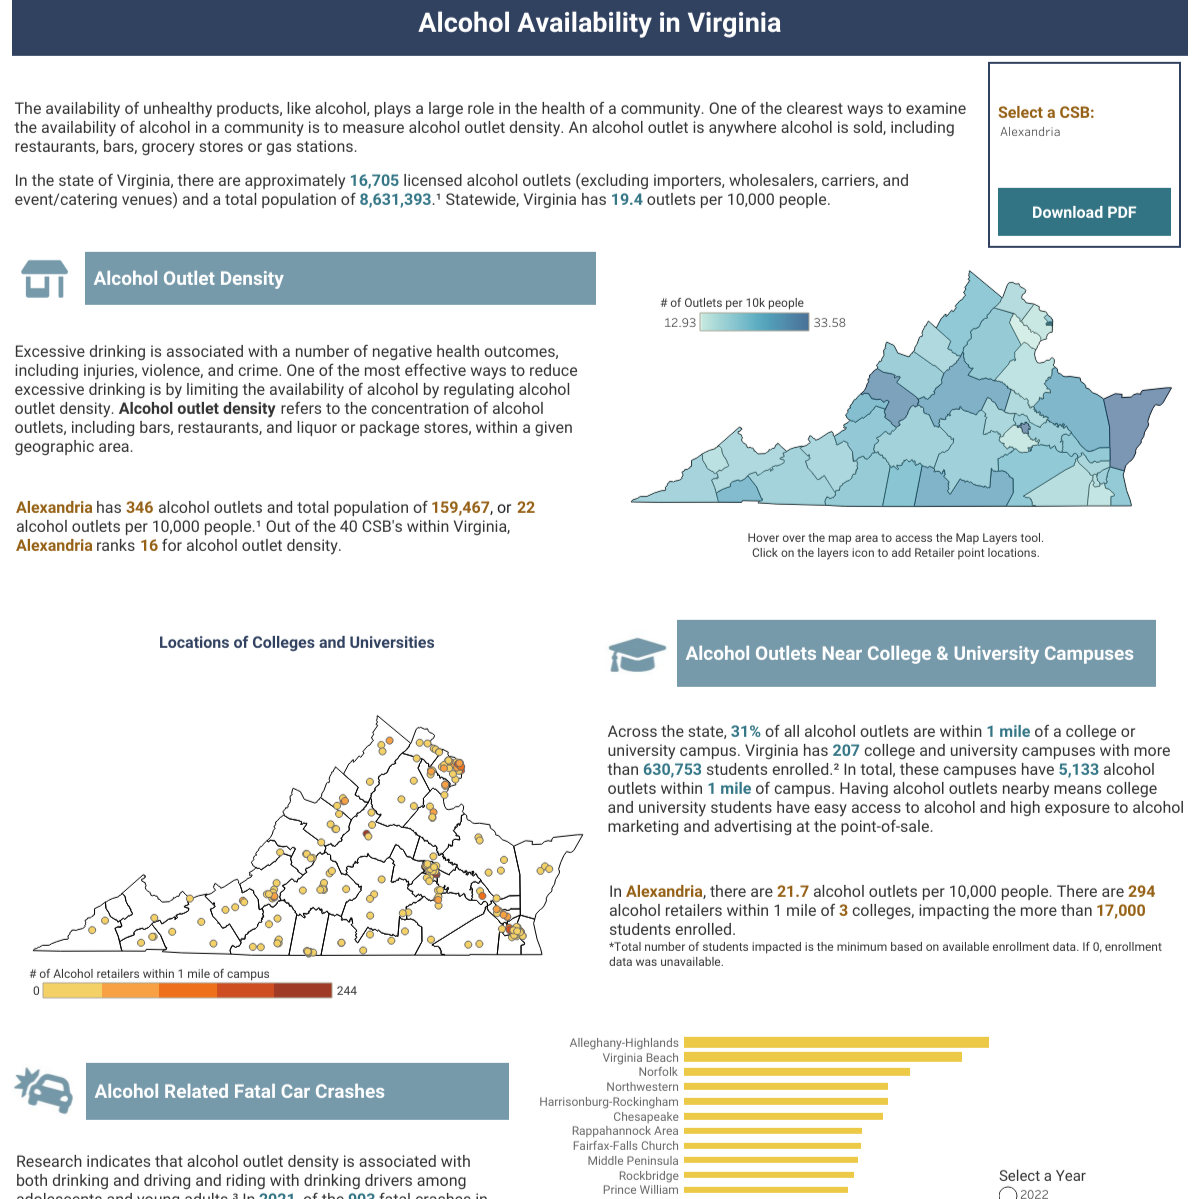 Alcohol Availability in Virginia
The availability of unhealthy products, like alcohol, plays a large role in the health of a community. One of the clearest ways to examine
the availability of alcohol in a community is to measure alcohol outlet density. An alcohol outlet is anywhere alcohol is sold, including
restaurants, bars, grocery stores or gas stations.
In the state of Virginia, there are approximately 16,705 licensed alcohol outlets (excluding importers, wholesalers, carriers, and
event/catering venues) and a total population of 8,631,393.¹ Statewide, Virginia has 19.4 outlets per 10,000 people.
Select a CSB:
Alexandria
Download PDF
Alcohol Outlet Density
Excessive drinking is associated with a number of negative health outcomes,
including injuries, violence, and crime. One of the most effective ways to reduce
excessive drinking is by limiting the availability of alcohol by regulating alcohol
outlet density. Alcohol outlet density refers to the concentration of alcohol
outlets, including bars, restaurants, and liquor or package stores, within a given
geographic area.
Alexandria has 346 alcohol outlets and total population of 159,467, or 22
alcohol outlets per 10,000 people.¹ Out of the 40 CSB's within Virginia,
Alexandria ranks 16 for alcohol outlet density.
# of Outlets per 10k people
12.93 33.58
Hover over the map area to access the Map Layers tool.
Click on the layers icon to add Retailer point locations.
Locations of Colleges and Universities
# of Alcohol retailers within 1 mile of campus
0 244
Alcohol Outlets Near College & University Campuses
Across the state, 31% of all alcohol outlets are within 1 mile of a college or
university campus. Virginia has 207 college and university campuses with more
than 630,753 students enrolled.² In total, these campuses have 5,133 alcohol
outlets within 1 mile of campus. Having alcohol outlets nearby means college
and university students have easy access to alcohol and high exposure to alcohol
marketing and advertising at the point-of-sale.
In Alexandria, there are 21.7 alcohol outlets per 10,000 people. There are 294
alcohol retailers within 1 mile of 3 colleges, impacting the more than 17,000
students enrolled.
*Total number of students impacted is the minimum based on available enrollment data. If 0, enrollment
data was unavailable.
Alcohol Related Fatal Car Crashes
Research indicates that alcohol outlet density is associated with
both drinking and driving and riding with drinking drivers among
adolescents and young adults.³ In 2021, of the 903 fatal crashes in
Alleghany-Highlands
Virginia Beach
Norfolk
Northwestern
Harrisonburg-Rockingham
Chesapeake
Rappahannock Area
Fairfax-Falls Church
Middle Peninsula
Rockbridge
Prince William
Select a Year
2022